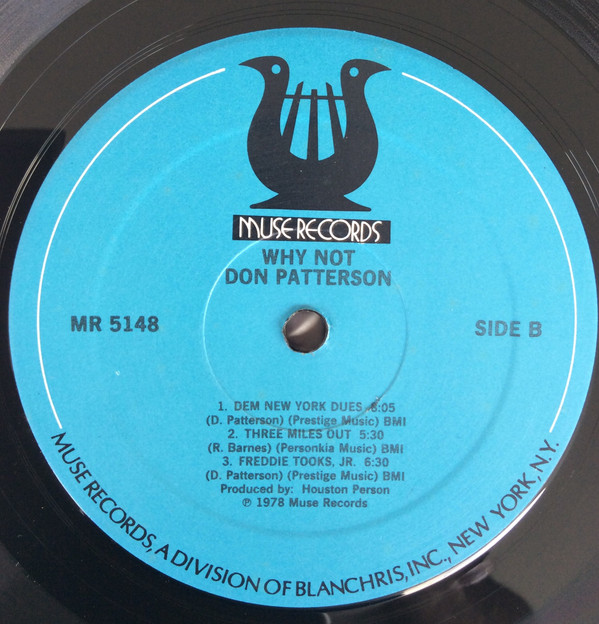 MUSE RECORDS
WHY NOT
DON PATTERSON
MR 5148
SIDE B
1. DEM NEW YORK DUES 6:05
(D. Patterson) (Prestige Music) BMI
2. THREE MILES OUT 5:30
(R. Barnes) (Personkia Music) BMI
3. FREDDIE TOOKS, JR. 6:30
(D. Patterson) (Prestige Music) BMI
Produced by: Houston Person
℗ 1978 Muse Records
MUSE RECORDS, A DIVISION OF BLANCHRIS, INC., NEW YORK, N.Y.